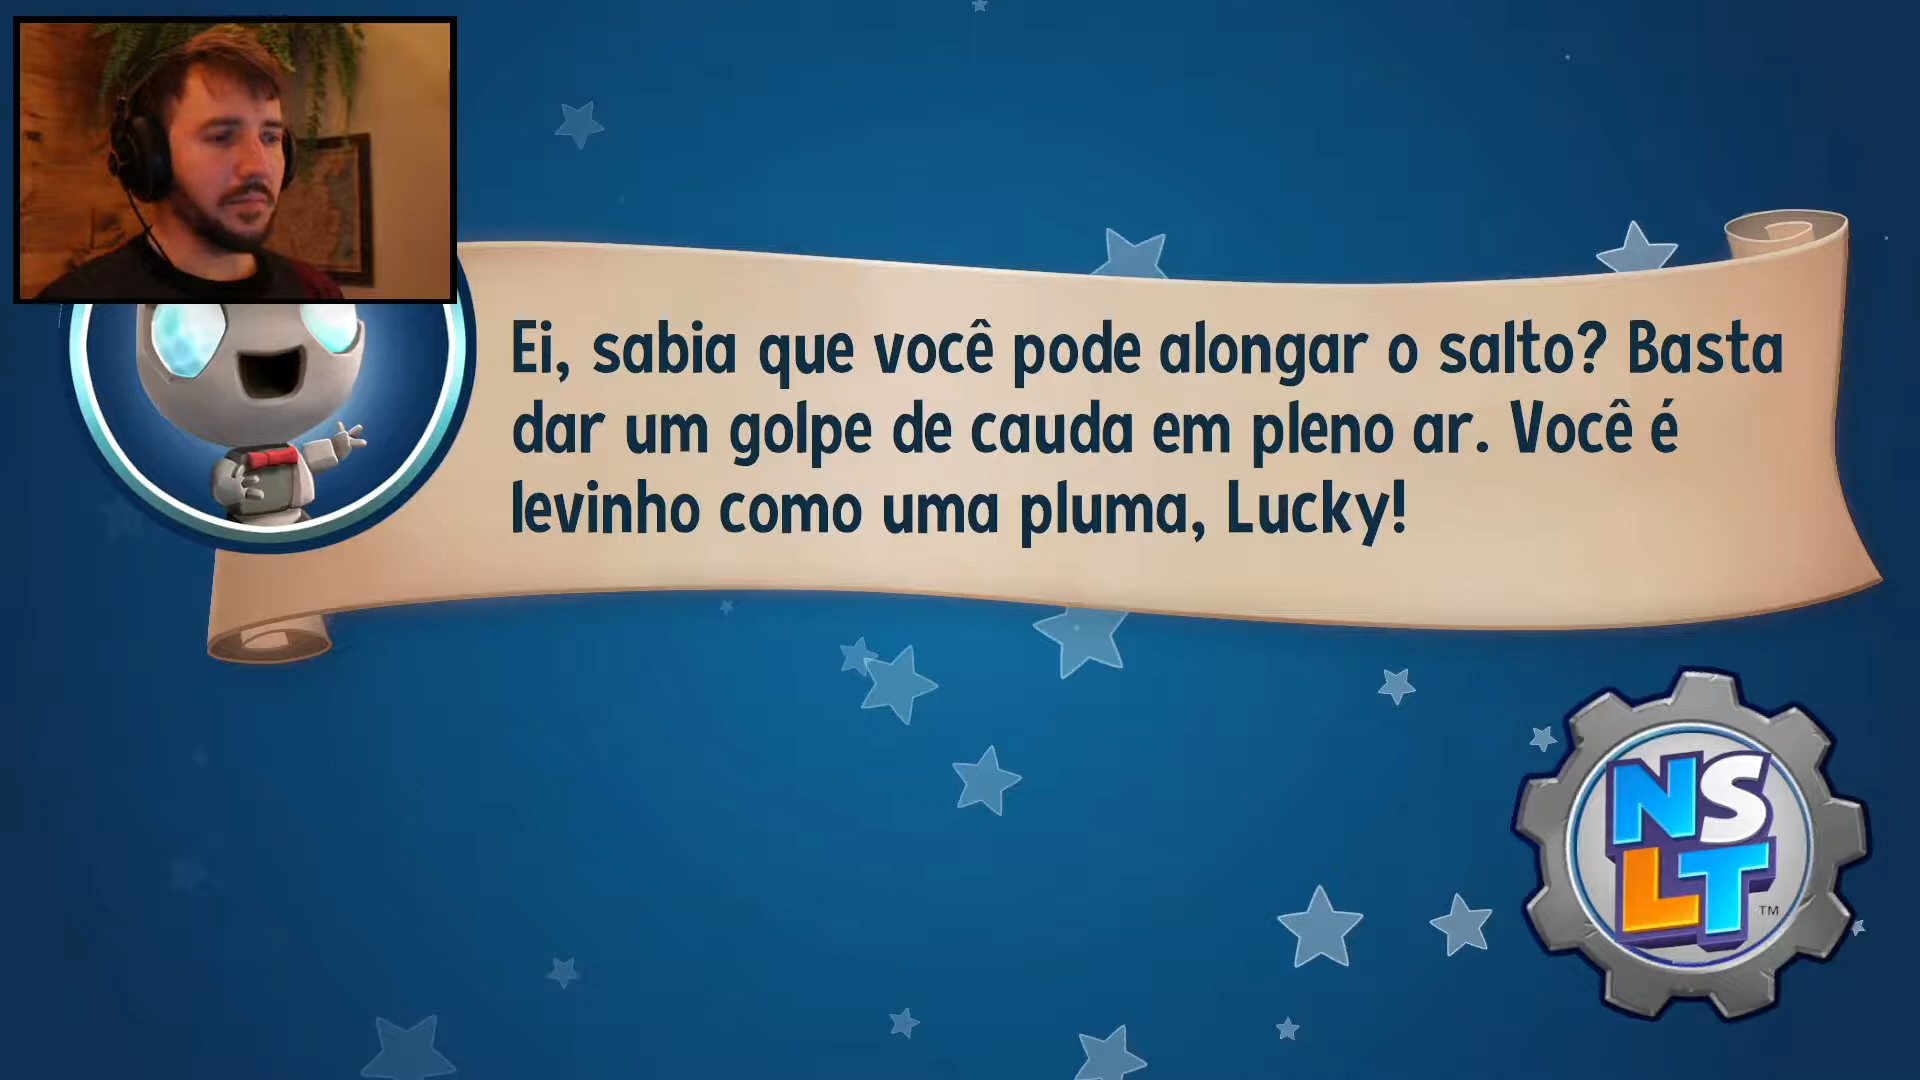 Ei, sabia que você pode alongar o salto? Basta
dar um golpe de cauda em pleno ar. Você é
levinho como uma pluma, Lucky!
NS
LT
TM